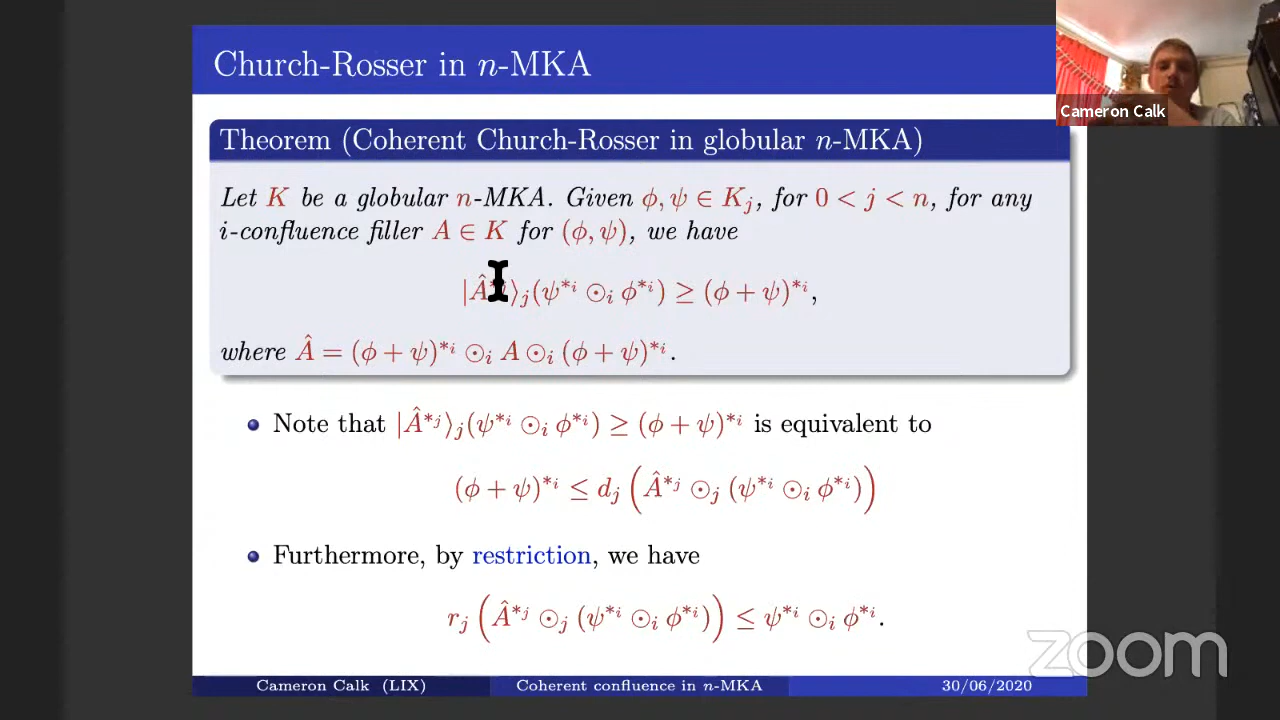 Church-Rosser in n-MKA
Cameron Calk
Theorem (Coherent Church-Rosser in globular n-MKA)
Let K be a globular n-MKA. Given ϕ, ψ ∈ K_j, for 0 < j < n, for any
i-confluence filler A ∈ K for (ϕ, ψ), we have
|Â^{*_j}⟩_j(ψ^{*_i} ⊙_i ϕ^{*_i}) ≥ (ϕ + ψ)^{*_i},
where Â = (ϕ + ψ)^{*_i} ⊙_i A ⊙_i (ϕ + ψ)^{*_i}.
Note that |Â^{*_j}⟩_j(ψ^{*_i} ⊙_i ϕ^{*_i}) ≥ (ϕ + ψ)^{*_i} is equivalent to
(ϕ + ψ)^{*_i} ≤ d_j (Â^{*_j} ⊙_j (ψ^{*_i} ⊙_i ϕ^{*_i}))
Furthermore, by restriction, we have
r_j (Â^{*_j} ⊙_j (ψ^{*_i} ⊙_i ϕ^{*_i})) ≤ ψ^{*_i} ⊙_i ϕ^{*_i}.
zoom
Cameron Calk (LIX) Coherent confluence in n-MKA 30/06/2020